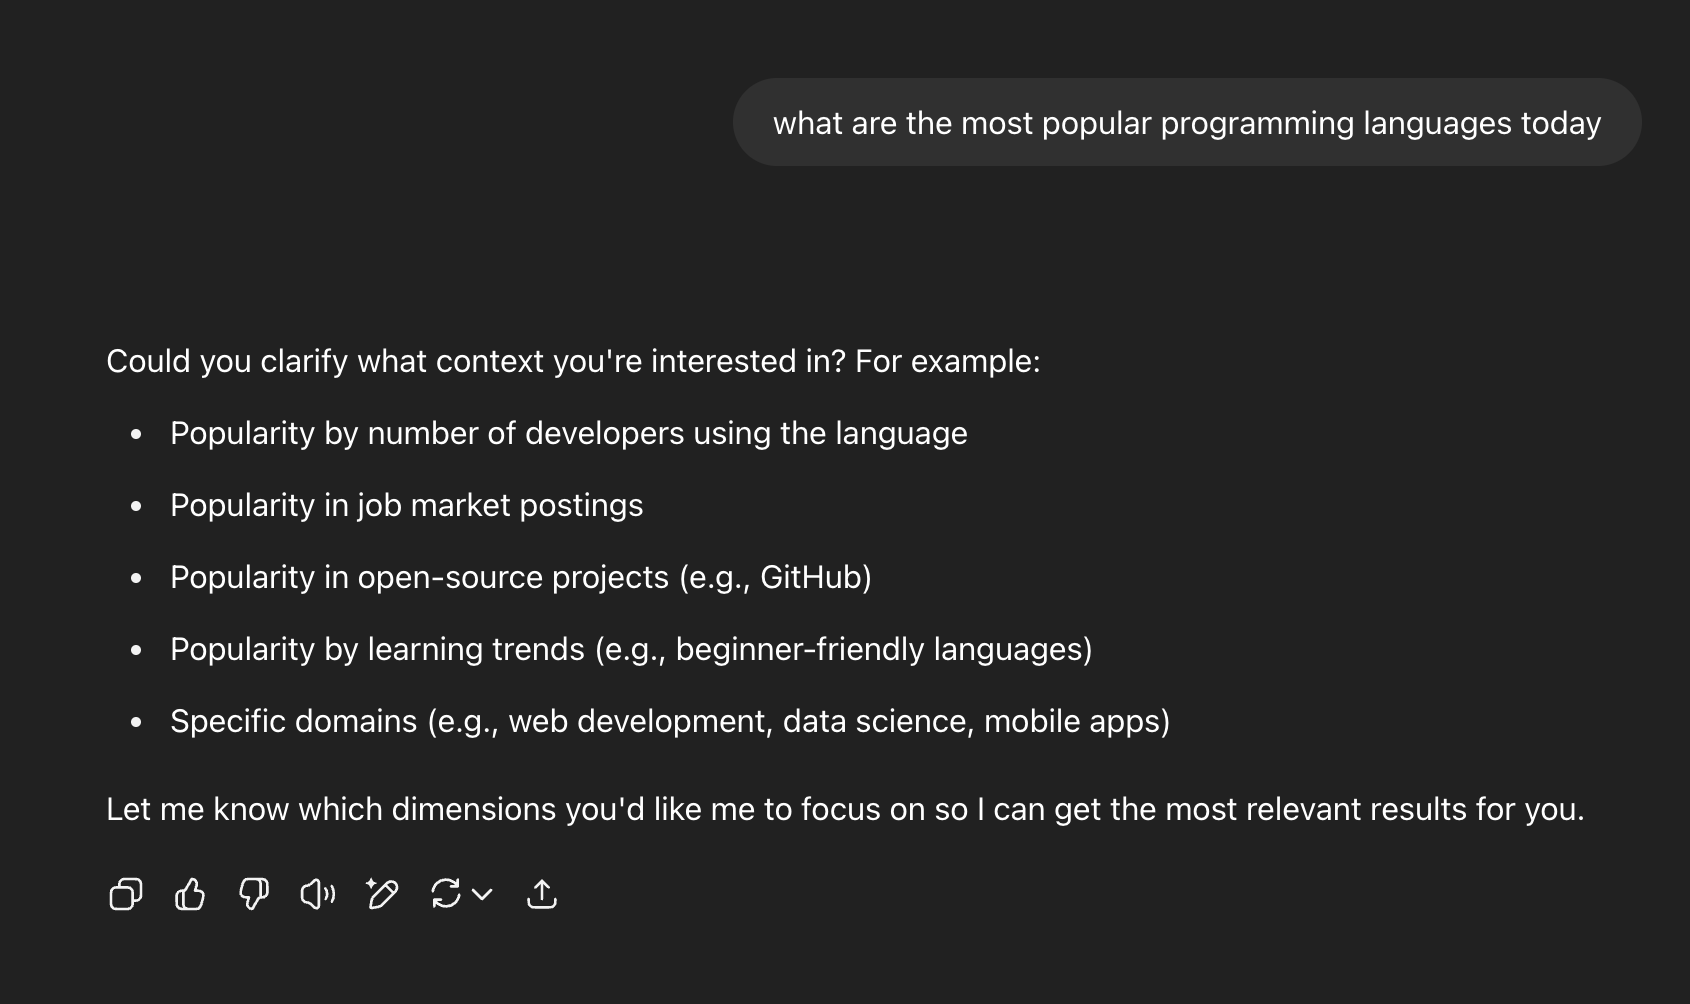 what are the most popular programming languages today
Could you clarify what context you're interested in? For example:
• Popularity by number of developers using the language
• Popularity in job market postings
• Popularity in open-source projects (e.g., GitHub)
• Popularity by learning trends (e.g., beginner-friendly languages)
• Specific domains (e.g., web development, data science, mobile apps)
Let me know which dimensions you'd like me to focus on so I can get the most relevant results for you.